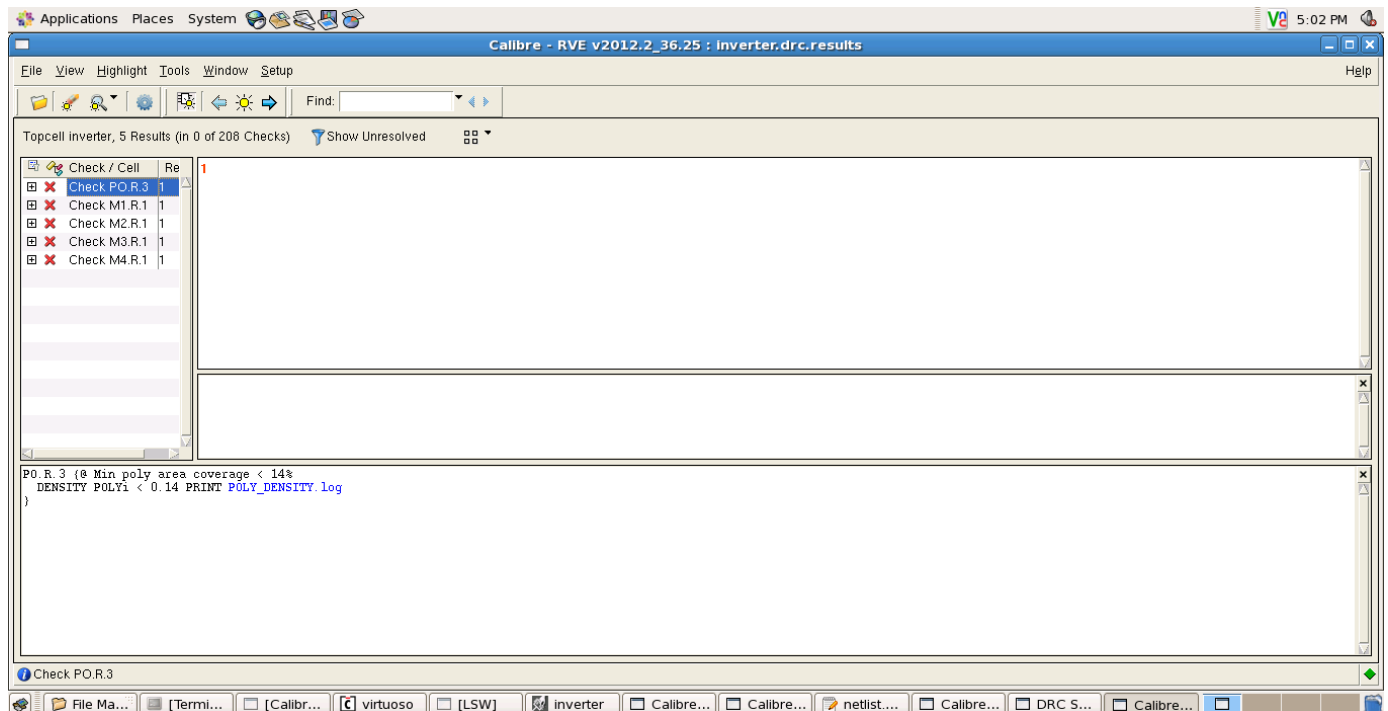 Applications Places System V2 5:02 PM
Calibre - RVE v2012.2_36.25 : inverter.drc.results
File View Highlight Tools Window Setup Help
Find:
Topcell inverter, 5 Results (in 0 of 208 Checks) Show Unresolved
Check / Cell Re
Check PO.R.3 1
Check M1.R.1 1
Check M2.R.1 1
Check M3.R.1 1
Check M4.R.1 1
1
PO.R.3 {@ Min poly area coverage < 14%
DENSITY POLYi < 0.14 PRINT POLY_DENSITY.log
}
Check PO.R.3
File Ma... [Termi... [Calibr... virtuoso [LSW] inverter Calibre... Calibre... netlist.... Calibre... DRC S... Calibre...